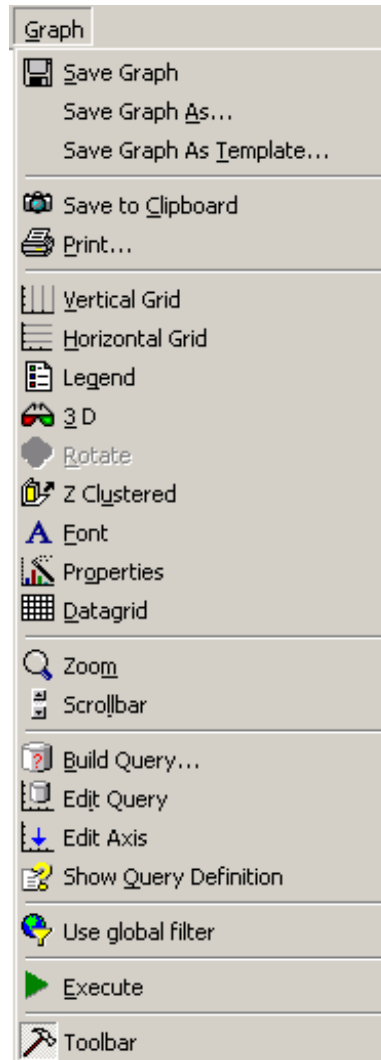 Graph
Save Graph
Save Graph As...
Save Graph As Template...
Save to Clipboard
Print...
Vertical Grid
Horizontal Grid
Legend
3 D
Rotate
Z Clustered
Font
Properties
Datagrid
Zoom
Scrollbar
Build Query...
Edit Query
Edit Axis
Show Query Definition
Use global filter
Execute
Toolbar